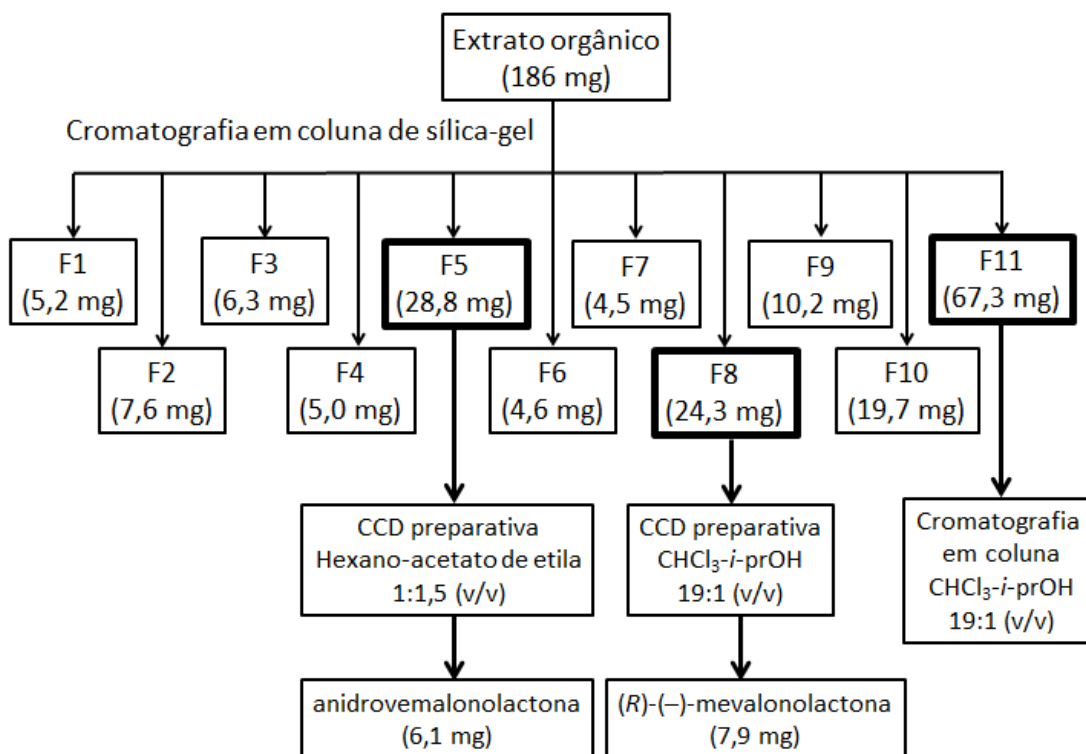 Extrato orgânico
(186 mg)
Cromatografia em coluna de sílica-gel
F1
(5,2 mg)
F3
(6,3 mg)
F5
(28,8 mg)
F7
(4,5 mg)
F9
(10,2 mg)
F11
(67,3 mg)
F2
(7,6 mg)
F4
(5,0 mg)
F6
(4,6 mg)
F8
(24,3 mg)
F10
(19,7 mg)
CCD preparativa
Hexano-acetato de etila
1:1,5 (v/v)
CCD preparativa
CHCl₃-i-prOH
19:1 (v/v)
Cromatografia
em coluna
CHCl₃-i-prOH
19:1 (v/v)
anidrovemalonolactona
(6,1 mg)
(R)-(–)-mevalonolactona
(7,9 mg)